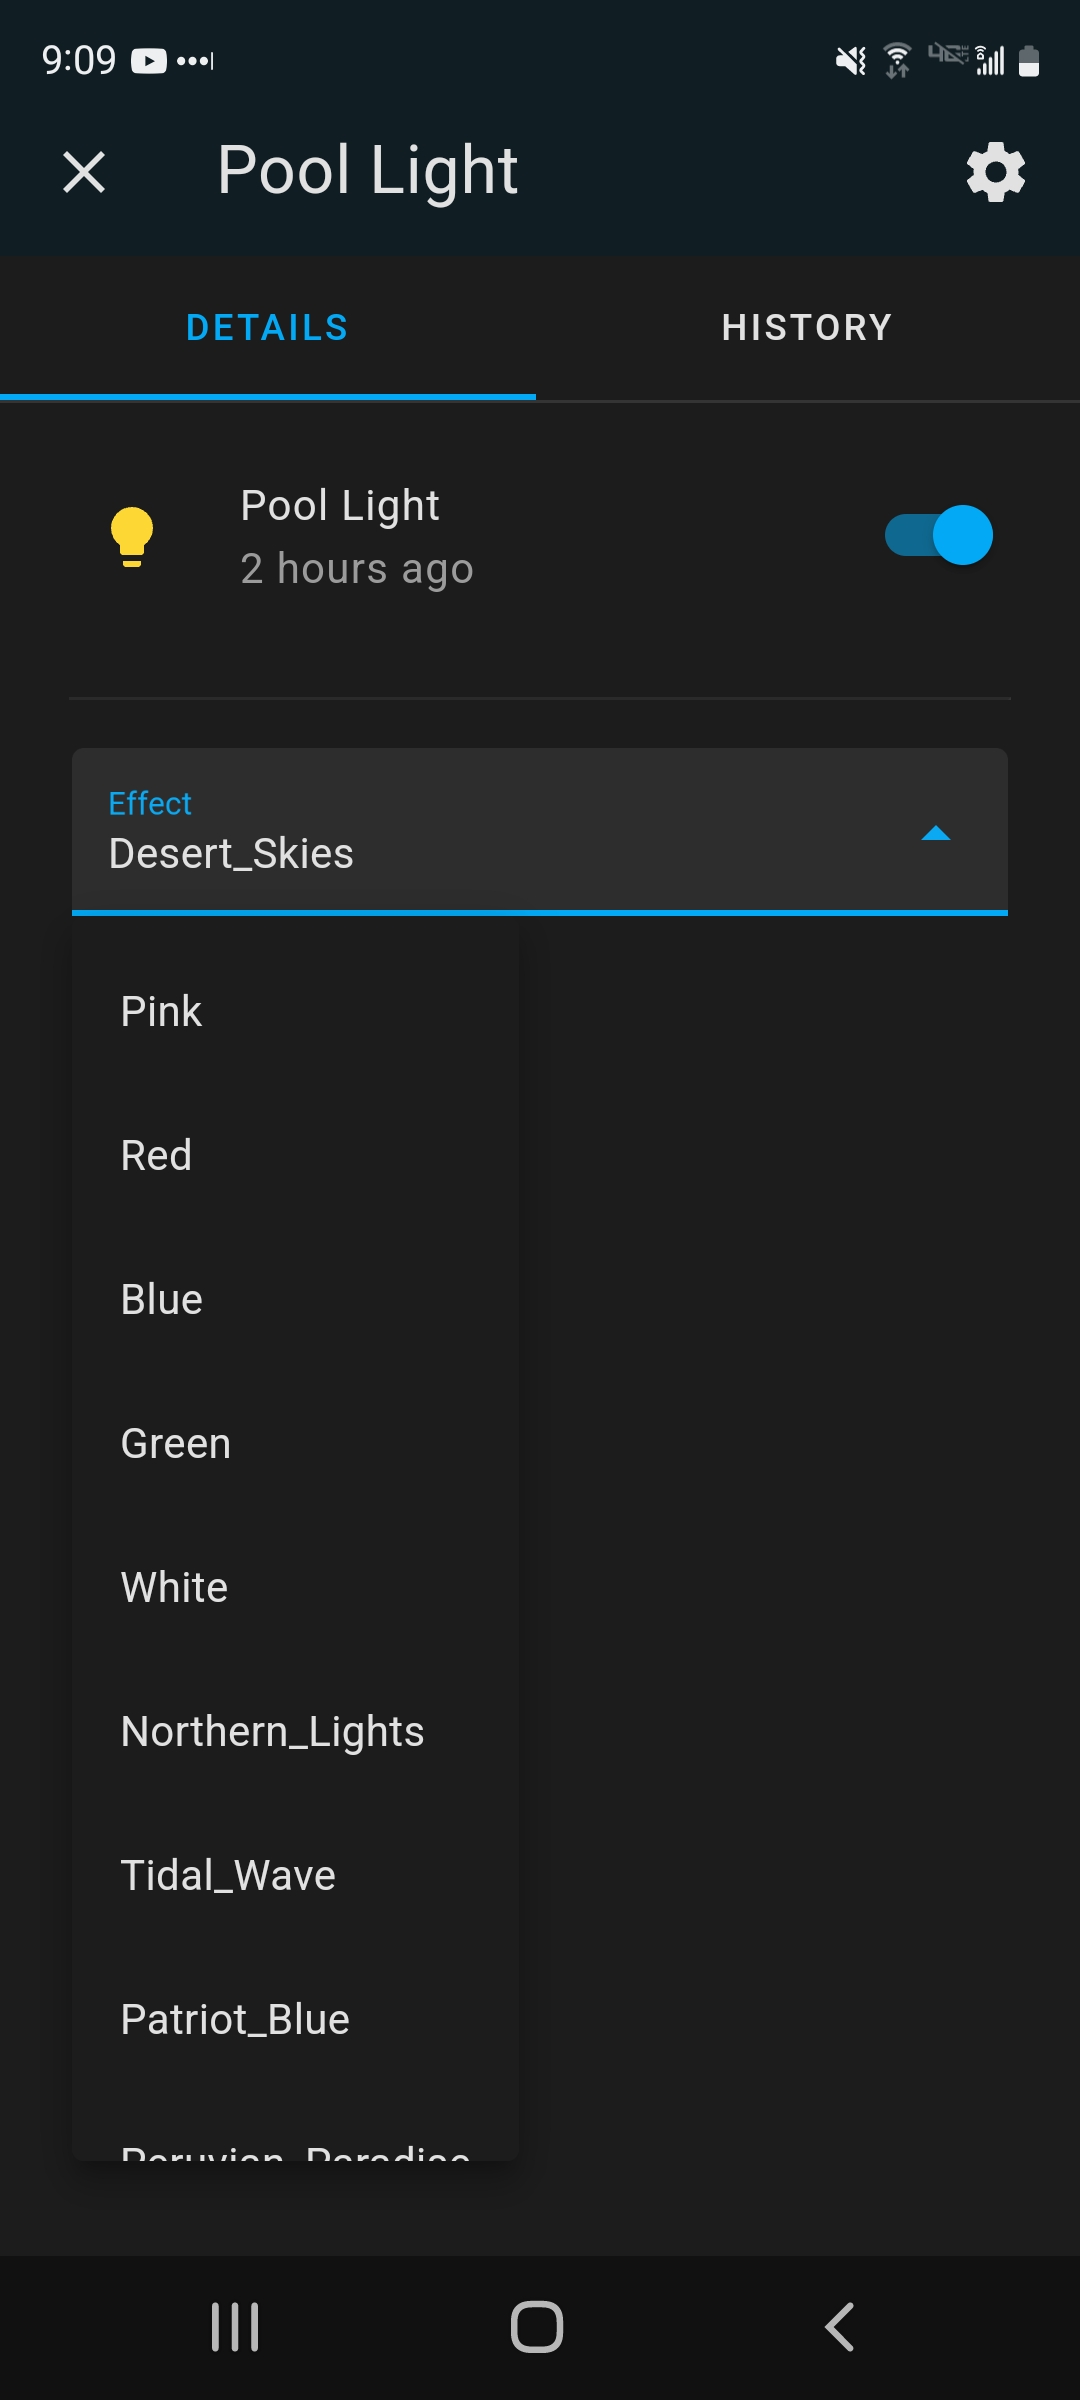 9:09
Pool Light
DETAILS
HISTORY
Pool Light
2 hours ago
Effect
Desert_Skies
Pink
Red
Blue
Green
White
Northern_Lights
Tidal_Wave
Patriot_Blue
Peruvian_Paradise